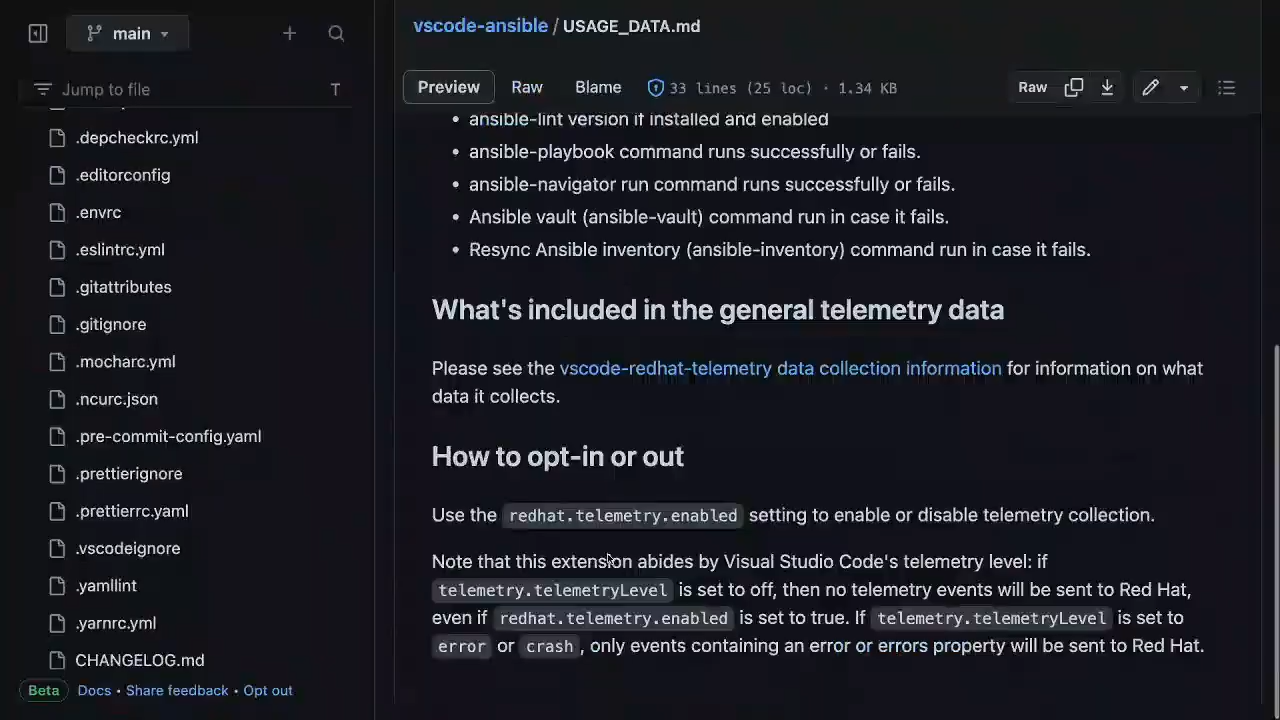 main
vscode-ansible / USAGE_DATA.md
Jump to file
T
Preview
Raw
Blame
33 lines (25 loc) · 1.34 KB
Raw
.depcheckrc.yml
.editorconfig
.envrc
.eslintrc.yml
.gitattributes
.gitignore
.mocharc.yml
.ncurc.json
.pre-commit-config.yaml
.prettierignore
.prettierrc.yaml
.vscodeignore
.yamllint
.yarnrc.yml
CHANGELOG.md
Beta Docs • Share feedback • Opt out
• ansible-lint version if installed and enabled
• ansible-playbook command runs successfully or fails.
• ansible-navigator run command runs successfully or fails.
• Ansible vault (ansible-vault) command run in case it fails.
• Resync Ansible inventory (ansible-inventory) command run in case it fails.
What's included in the general telemetry data
Please see the vscode-redhat-telemetry data collection information for information on what
data it collects.
How to opt-in or out
Use the redhat.telemetry.enabled setting to enable or disable telemetry collection.
Note that this extension abides by Visual Studio Code's telemetry level: if
telemetry.telemetryLevel is set to off, then no telemetry events will be sent to Red Hat,
even if redhat.telemetry.enabled is set to true. If telemetry.telemetryLevel is set to
error or crash, only events containing an error or errors property will be sent to Red Hat.